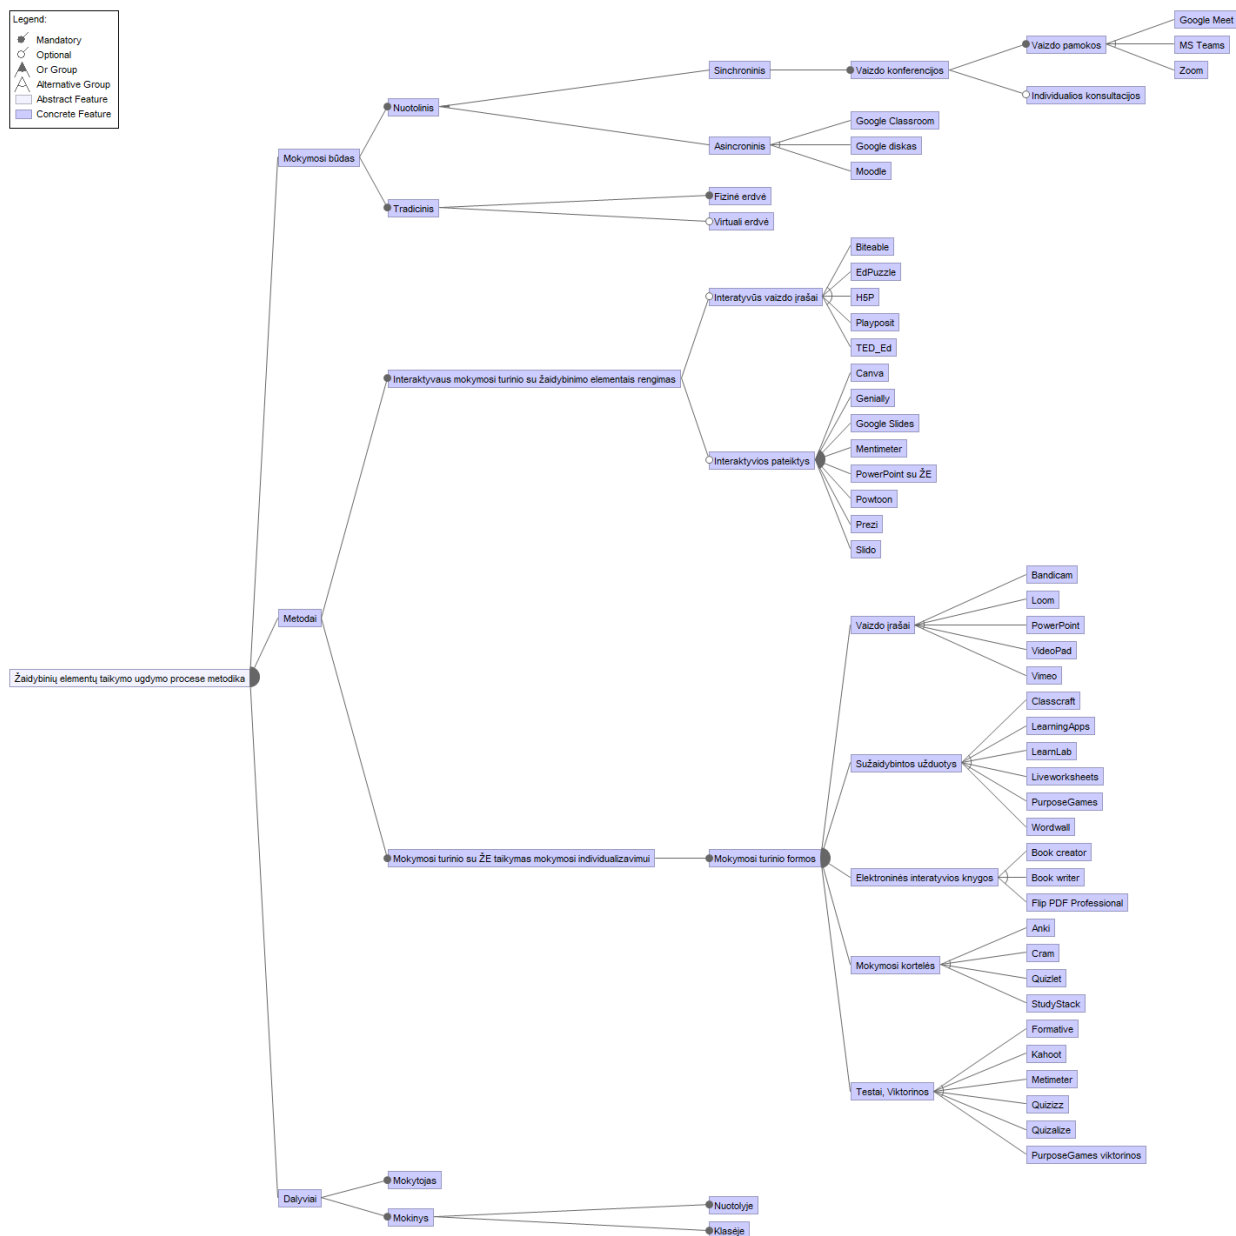 Legend:
Mandatory
Optional
Or Group
Alternative Group
Abstract Feature
Concrete Feature
Žaidybinių elementų taikymo ugdymo procese metodika
Mokymosi būdas
Nuotolinis
Sinchroninis
Vaizdo konferencijos
Vaizdo pamokos
Google Meet
MS Teams
Zoom
Individualios konsultacijos
Asincroninis
Google Classroom
Google diskas
Moodle
Tradicinis
Fizinė erdvė
Virtuali erdvė
Metodai
Interaktyvaus mokymosi turinio su žaidybinimo elementais rengimas
Interatyvūs vaizdo įrašai
Biteable
EdPuzzle
H5P
Playposit
TED_Ed
Interaktyvios pateiktys
Canva
Genially
Google Slides
Mentimeter
PowerPoint su ŽE
Powtoon
Prezi
Slido
Mokymosi turinio su ŽE taikymas mokymosi individualizavimui
Mokymosi turinio formos
Vaizdo įrašai
Bandicam
Loom
PowerPoint
VideoPad
Vimeo
Sužaidybintos užduotys
Classcraft
LearningApps
LearnLab
Liveworksheets
PurposeGames
Wordwall
Elektroninės interatyvios knygos
Book creator
Book writer
Flip PDF Professional
Mokymosi kortelės
Anki
Cram
Quizlet
StudyStack
Testai, Viktorinos
Formative
Kahoot
Metimeter
Quizizz
Quizalize
PurposeGames viktorinos
Dalyviai
Mokytojas
Mokinys
Nuotolyje
Klasėje